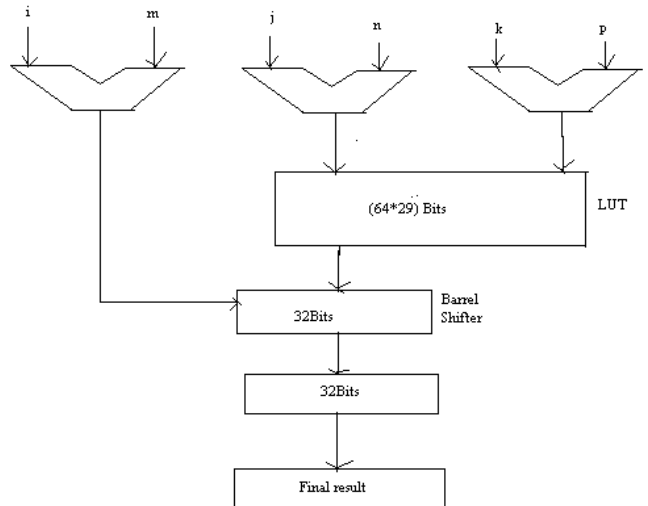 i
m
j
n
k
p
(64*29) Bits
LUT
32Bits
Barrel
Shifter
32Bits
Final result